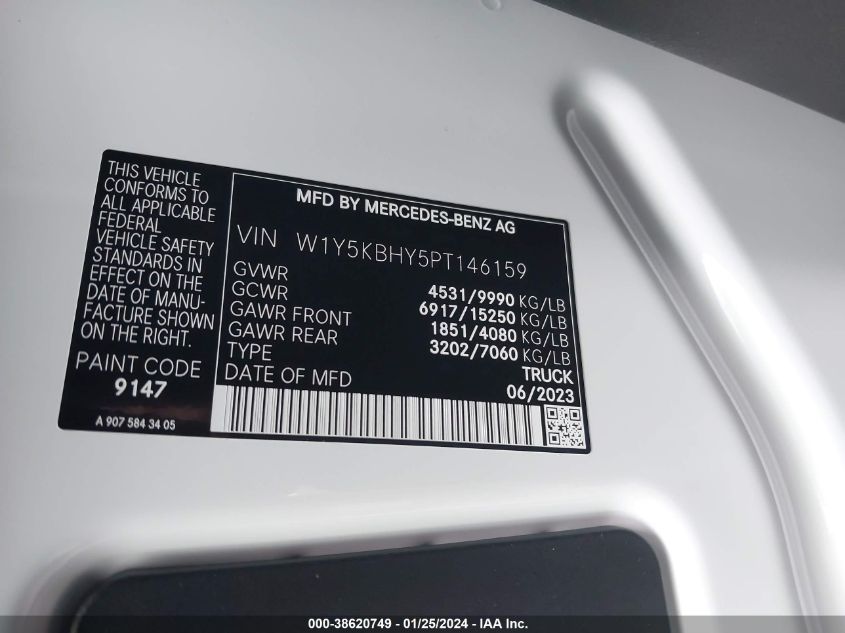 THIS VEHICLE
CONFORMS TO
ALL APPLICABLE
FEDERAL
VEHICLE SAFETY
STANDARDS IN
EFFECT ON THE
DATE OF MANU-
FACTURE SHOWN
ON THE RIGHT.
PAINT CODE
9147
A 907 584 34 05
MFD BY MERCEDES-BENZ AG
VIN W1Y5KBHY5PT146159
GVWR 4531/9990 KG/LB
GCWR 6917/15250 KG/LB
GAWR FRONT 1851/4080 KG/LB
GAWR REAR 3202/7060 KG/LB
TYPE TRUCK
DATE OF MFD 06/2023
000-38620749 - 01/25/2024 - IAA Inc.